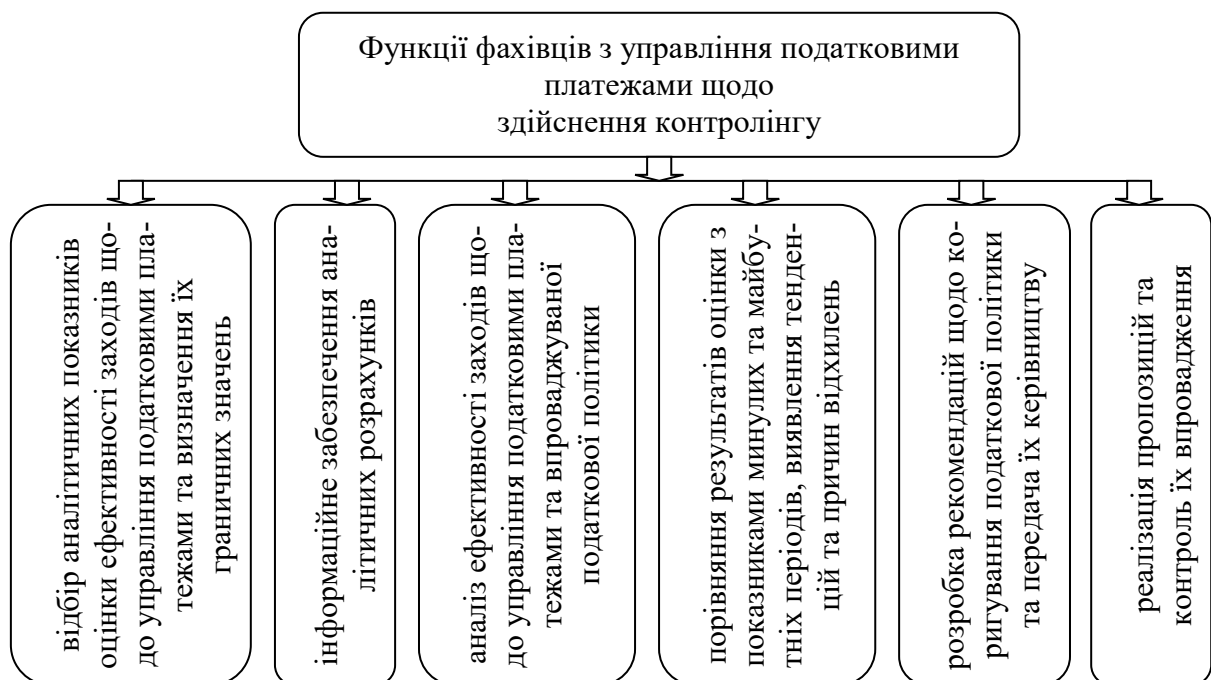 Функції фахівців з управління податковими
платежами щодо
здійснення контролінгу
відбір аналітичних показників
оцінки ефективності заходів що-
до управління податковими пла-
тежами та визначення їх
граничних значень
інформаційне забезпечення ана-
літичних розрахунків
аналіз ефективності заходів що-
до управління податковими пла-
тежами та впроваджуваної
податкової політики
порівняння результатів оцінки з
показниками минулих та майбу-
тніх періодів, виявлення тенден-
цій та причин відхилень
розробка рекомендацій щодо ко-
ригування податкової політики
та передача їх керівництву
реалізація пропозицій та
контроль їх впровадження